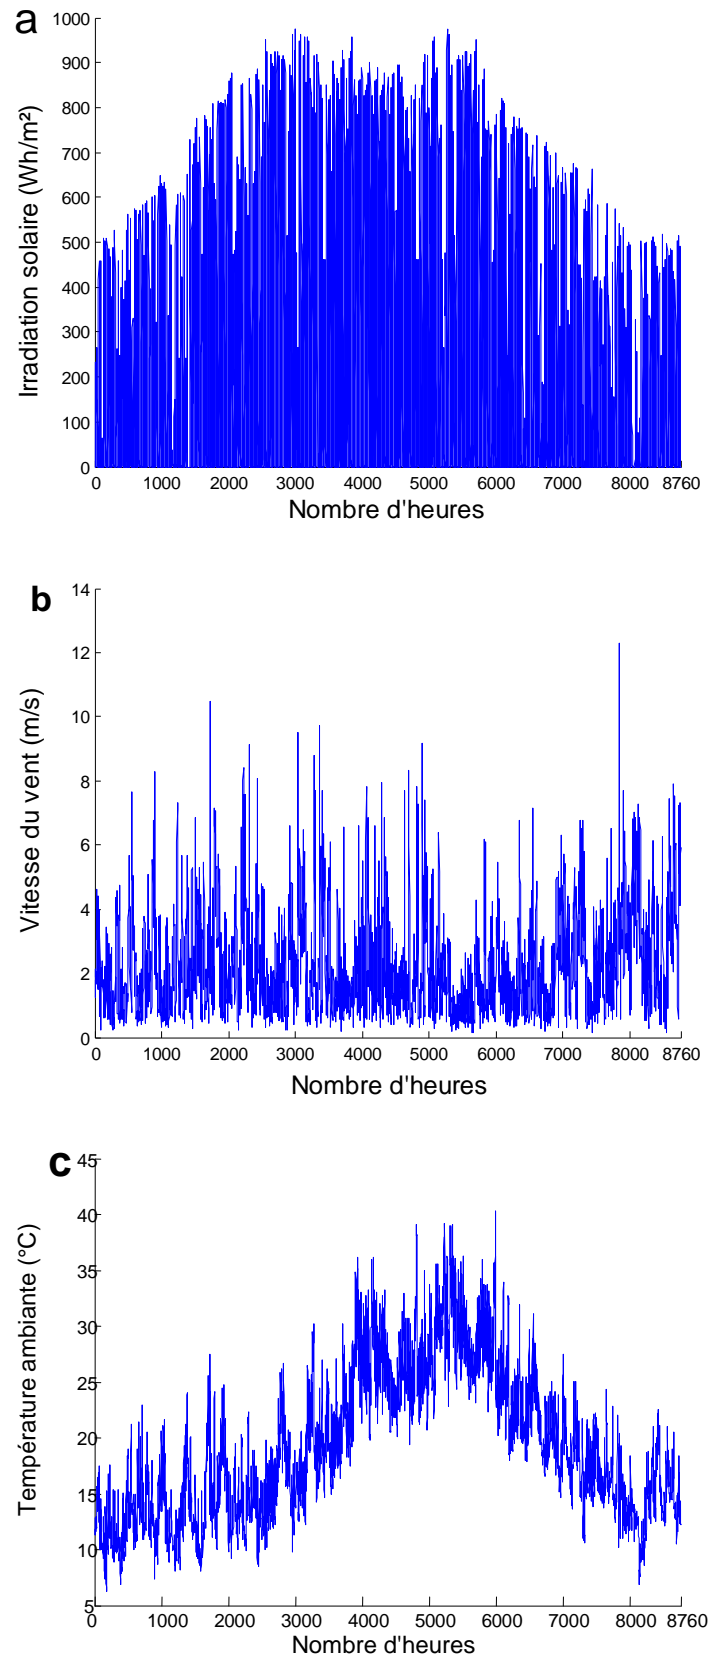 a
1000
900
800
700
600
500
400
300
200
100
0
Irradiation solaire (Wh/m²)
0 1000 2000 3000 4000 5000 6000 7000 8000 8760
Nombre d'heures
b
14
12
10
8
6
4
2
0
Vitesse du vent (m/s)
0 1000 2000 3000 4000 5000 6000 7000 8000 8760
Nombre d'heures
c
45
40
35
30
25
20
15
10
5
Température ambiante (°C)
0 1000 2000 3000 4000 5000 6000 7000 8000 8760
Nombre d'heures